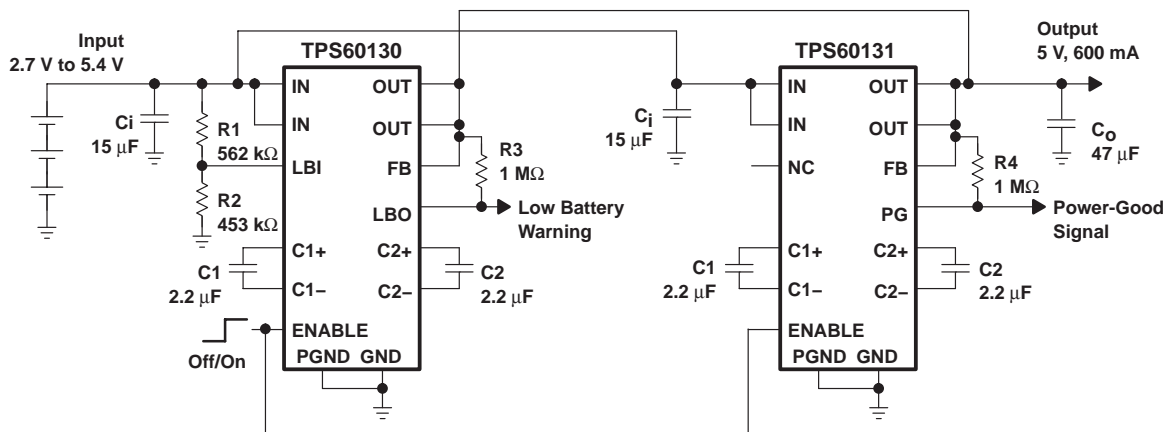 Input
2.7 V to 5.4 V
TPS60130
TPS60131
Output
5 V, 600 mA
IN
OUT
IN
OUT
Ci
15 μF
R1
562 kΩ
IN
OUT
R3
1 MΩ
Ci
15 μF
IN
OUT
R4
1 MΩ
Co
47 μF
LBI
FB
NC
FB
R2
453 kΩ
LBO
Low Battery
Warning
PG
Power-Good
Signal
C1
2.2 μF
C1+
C1−
C2+
C2−
C2
2.2 μF
C1
2.2 μF
C1+
C1−
C2+
C2−
C2
2.2 μF
Off/On
ENABLE
PGND GND
ENABLE
PGND GND